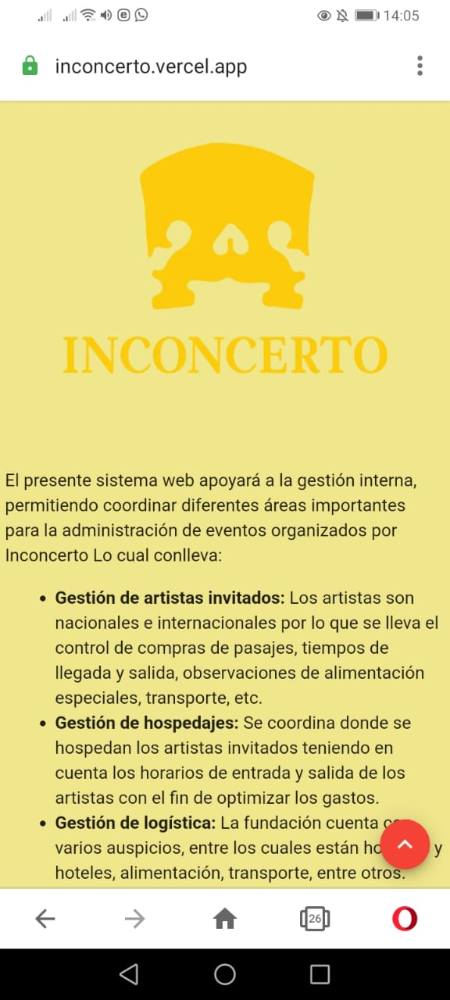 14:05
inconcerto.vercel.app
INCONCERTO
El presente sistema web apoyará a la gestión interna,
permitiendo coordinar diferentes áreas importantes
para la administración de eventos organizados por
Inconcerto Lo cual conlleva:
• Gestión de artistas invitados: Los artistas son
nacionales e internacionales por lo que se lleva el
control de compras de pasajes, tiempos de
llegada y salida, observaciones de alimentación
especiales, transporte, etc.
• Gestión de hospedajes: Se coordina donde se
hospedan los artistas invitados teniendo en
cuenta los horarios de entrada y salida de los
artistas con el fin de optimizar los gastos.
• Gestión de logística: La fundación cuenta
varios auspicios, entre los cuales están y
hoteles, alimentación, transporte, entre otros.
26